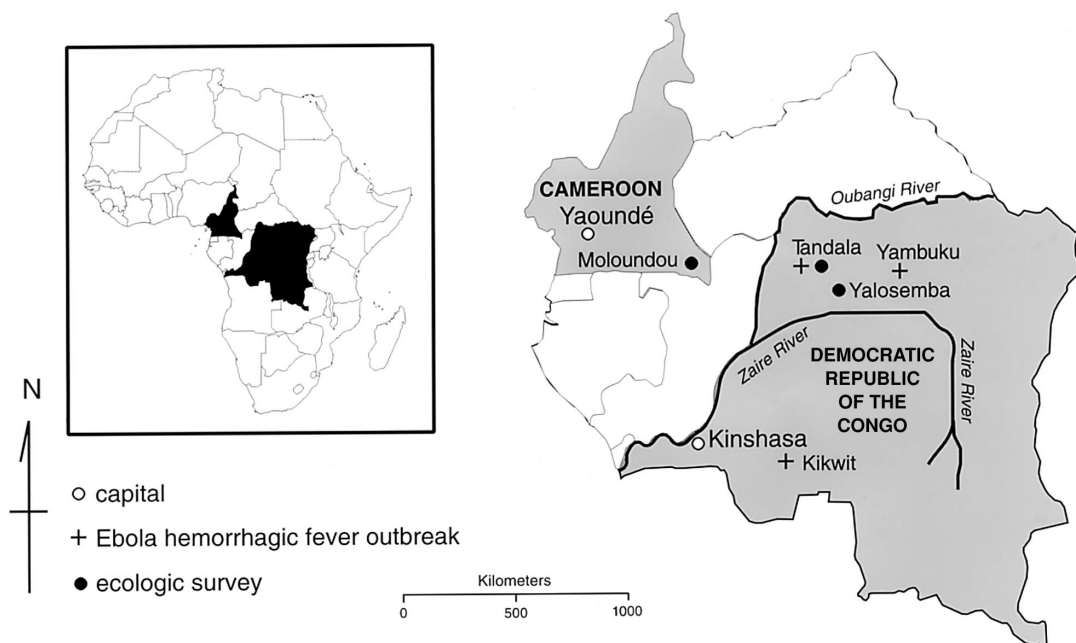 N
capital
Ebola hemorrhagic fever outbreak
ecologic survey
Kilometers
0 500 1000
CAMEROON
Yaoundé
Moloundou
Oubangi River
Tandala
Yambuku
Yalosemba
Zaire River
Zaire River
DEMOCRATIC
REPUBLIC
OF THE
CONGO
Kinshasa
Kikwit